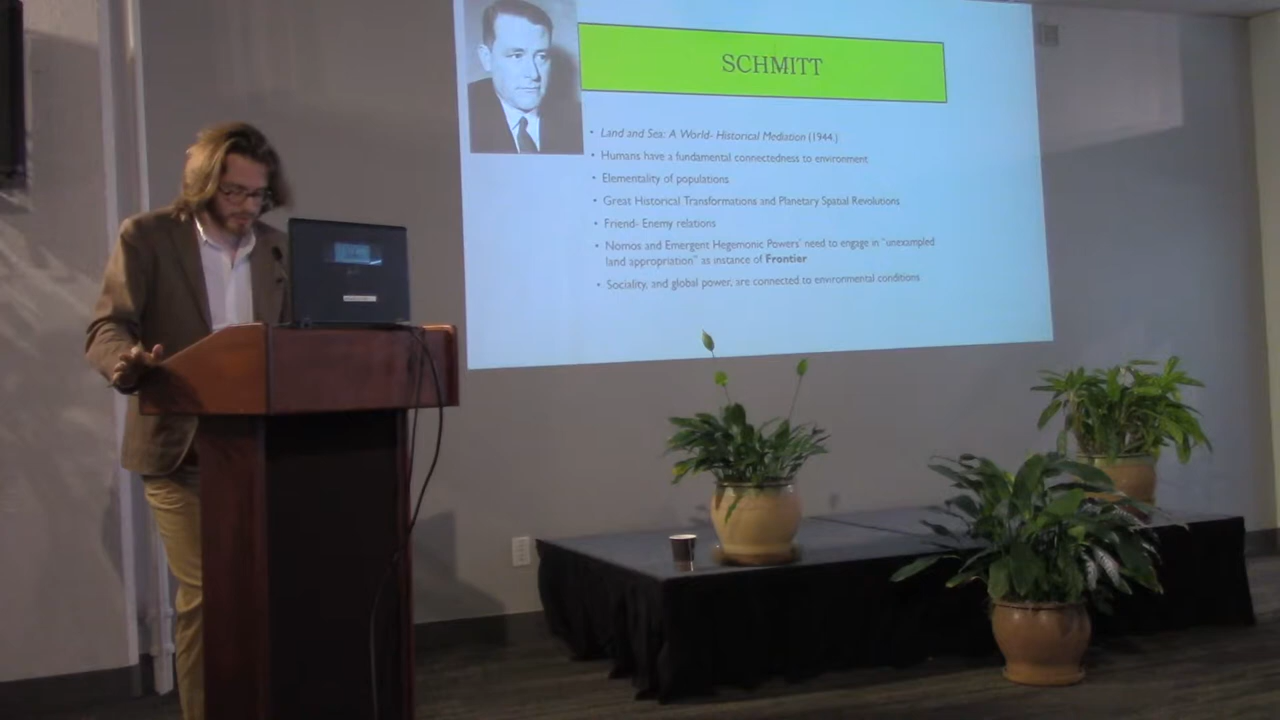 SCHMITT
• Land and Sea: A World- Historical Mediation (1944.)
• Humans have a fundamental connectedness to environment
• Elementality of populations
• Great Historical Transformations and Planetary Spatial Revolutions
• Friend- Enemy relations
• Nomos and Emergent Hegemonic Powers' need to engage in "unexampled
land appropriation" as instance of Frontier
• Sociality, and global power, are connected to environmental conditions